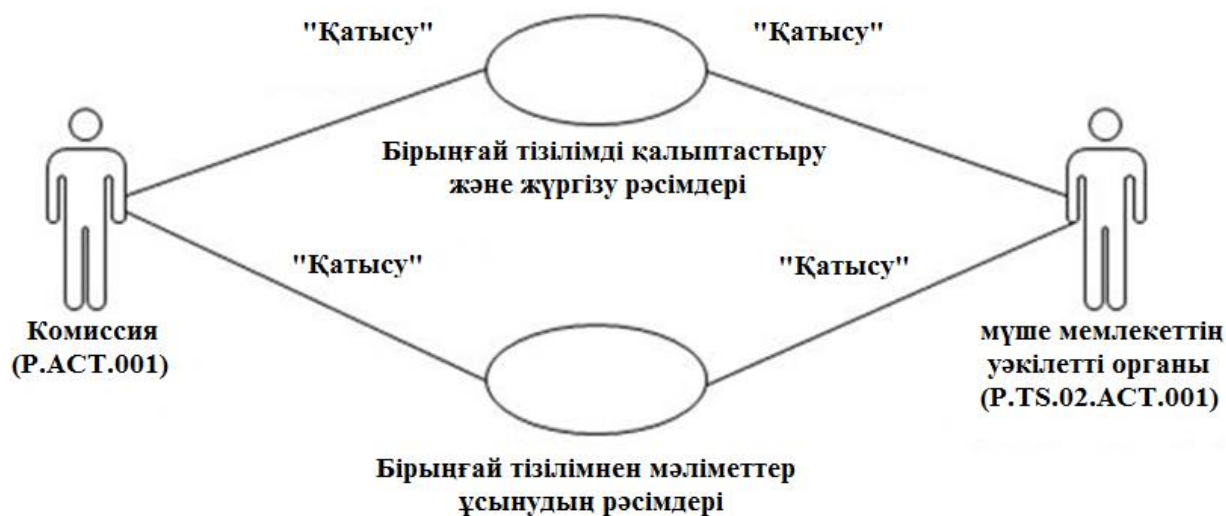 "Қатысу"
"Қатысу"
Бірыңғай тізілімді қалыптастыру
және жүргізу рәсімдері
"Қатысу"
"Қатысу"
Комиссия
(P.ACT.001)
мүше мемлекеттің
уәкілетті органы
(P.TS.02.ACT.001)
Бірыңғай тізілімнен мәліметтер
ұсынудың рәсімдері